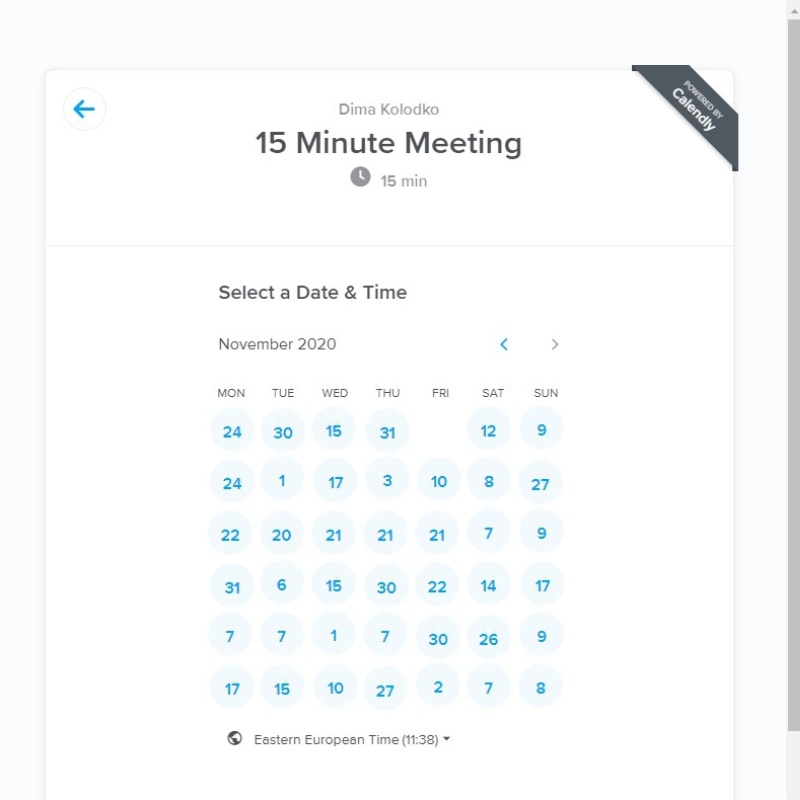 POWERED BY
Calendly
Dima Kolodko
15 Minute Meeting
15 min
Select a Date & Time
November 2020
MON TUE WED THU FRI SAT SUN
24 30 15 31 12 9
24 1 17 3 10 8 27
22 20 21 21 21 7 9
31 6 15 30 22 14 17
7 7 1 7 30 26 9
17 15 10 27 2 7 8
Eastern European Time (11:38)